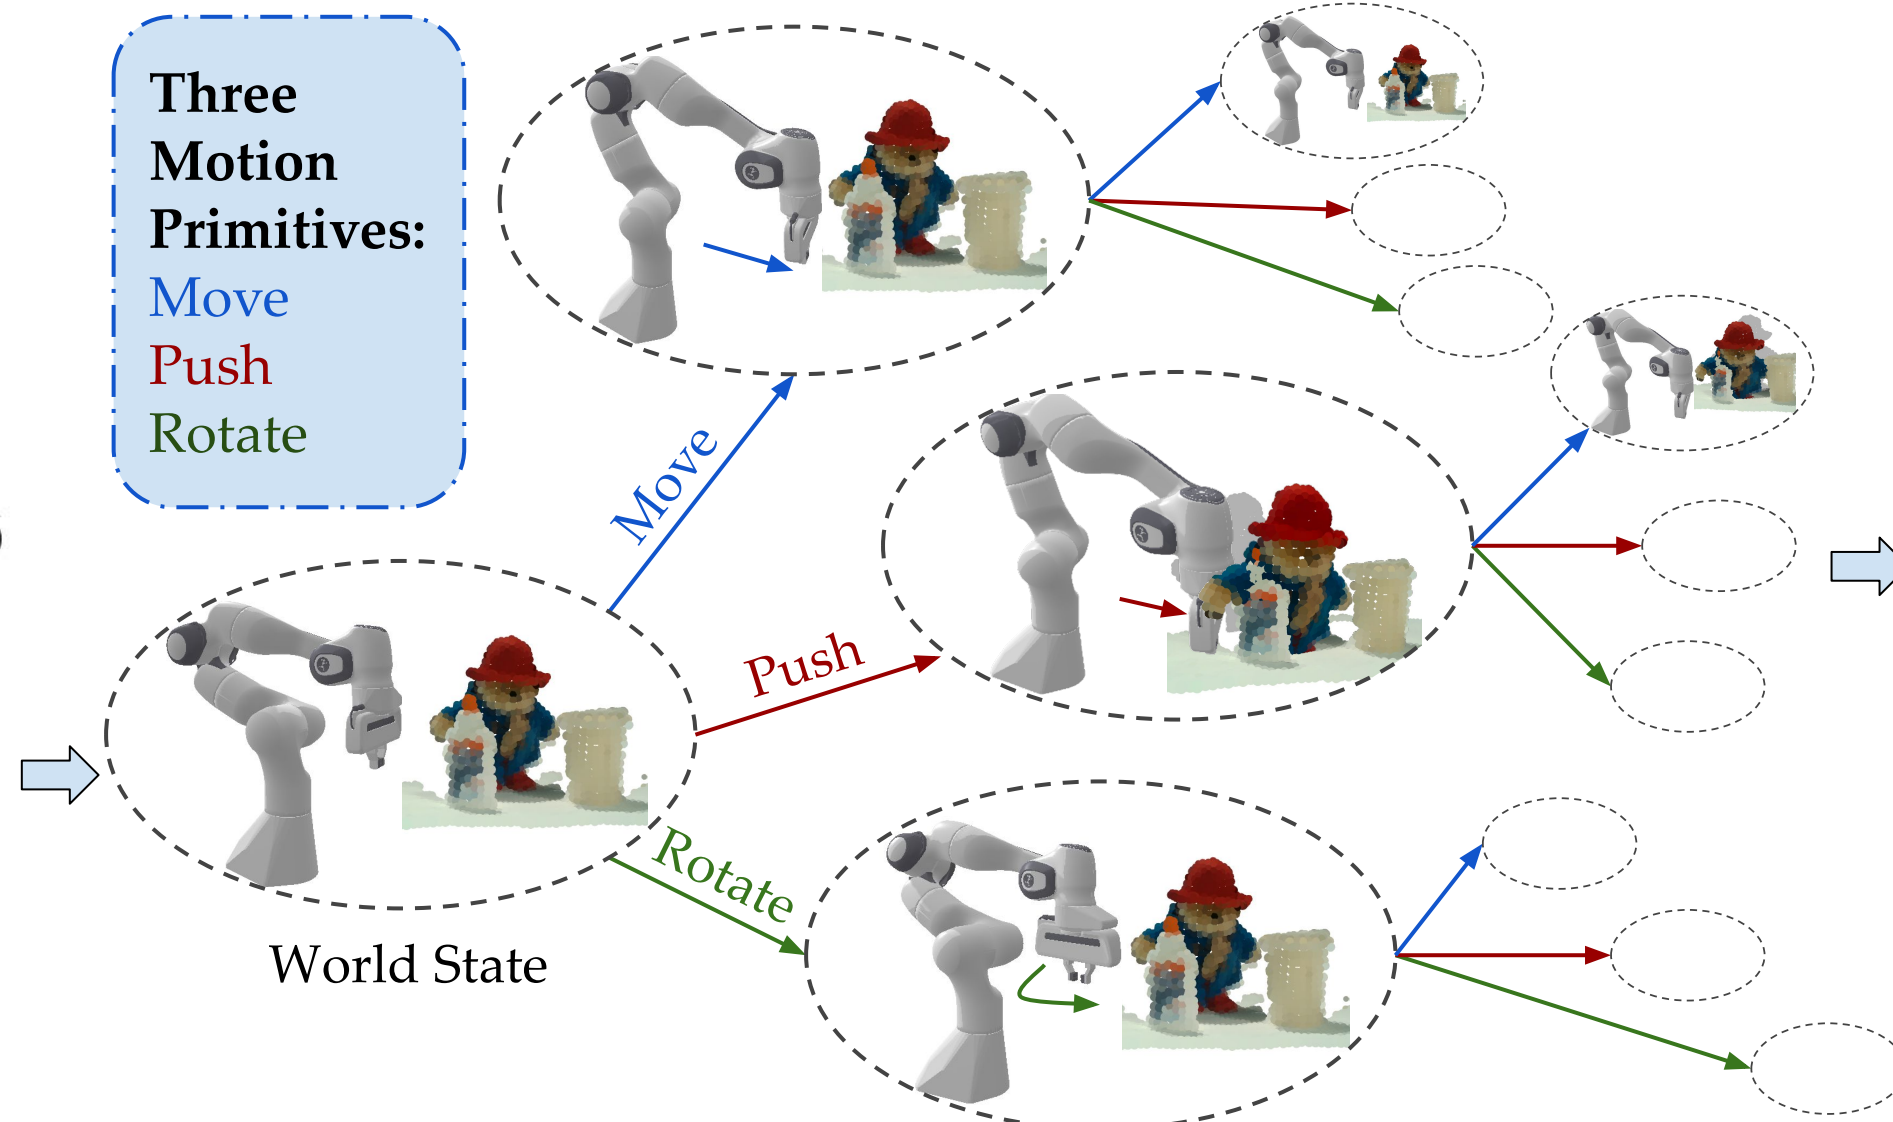 Three
Motion
Primitives:
Move
Push
Rotate
Move
Push
Rotate
World State